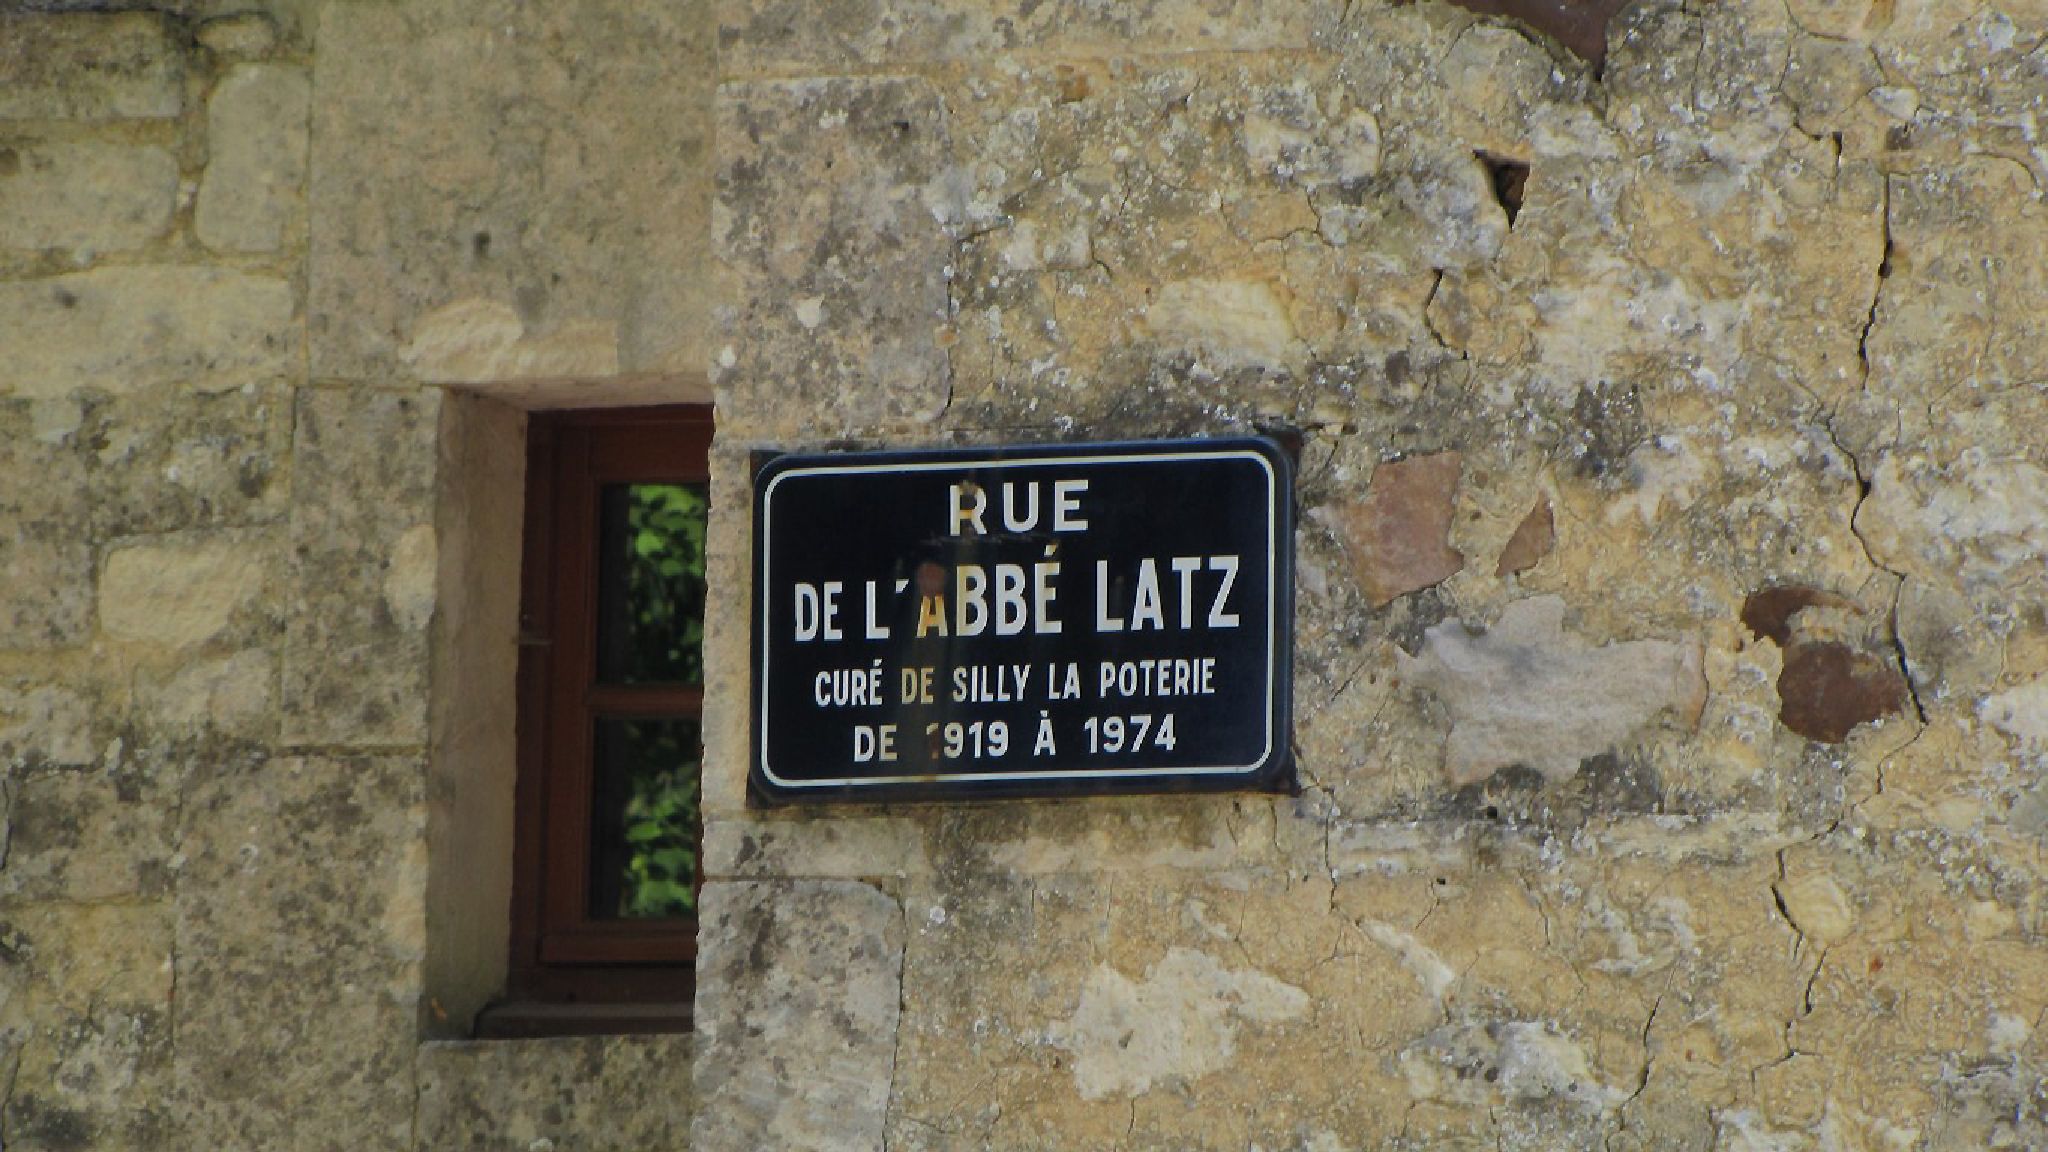 RUE
DE L'ABBÉ LATZ
CURÉ DE SILLY LA POTERIE
DE 1919 À 1974